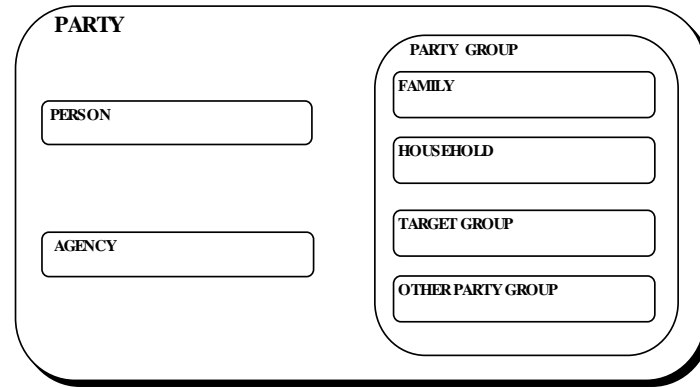 PARTY
PERSON
AGENCY
PARTY GROUP
FAMILY
HOUSEHOLD
TARGET GROUP
OTHER PARTY GROUP